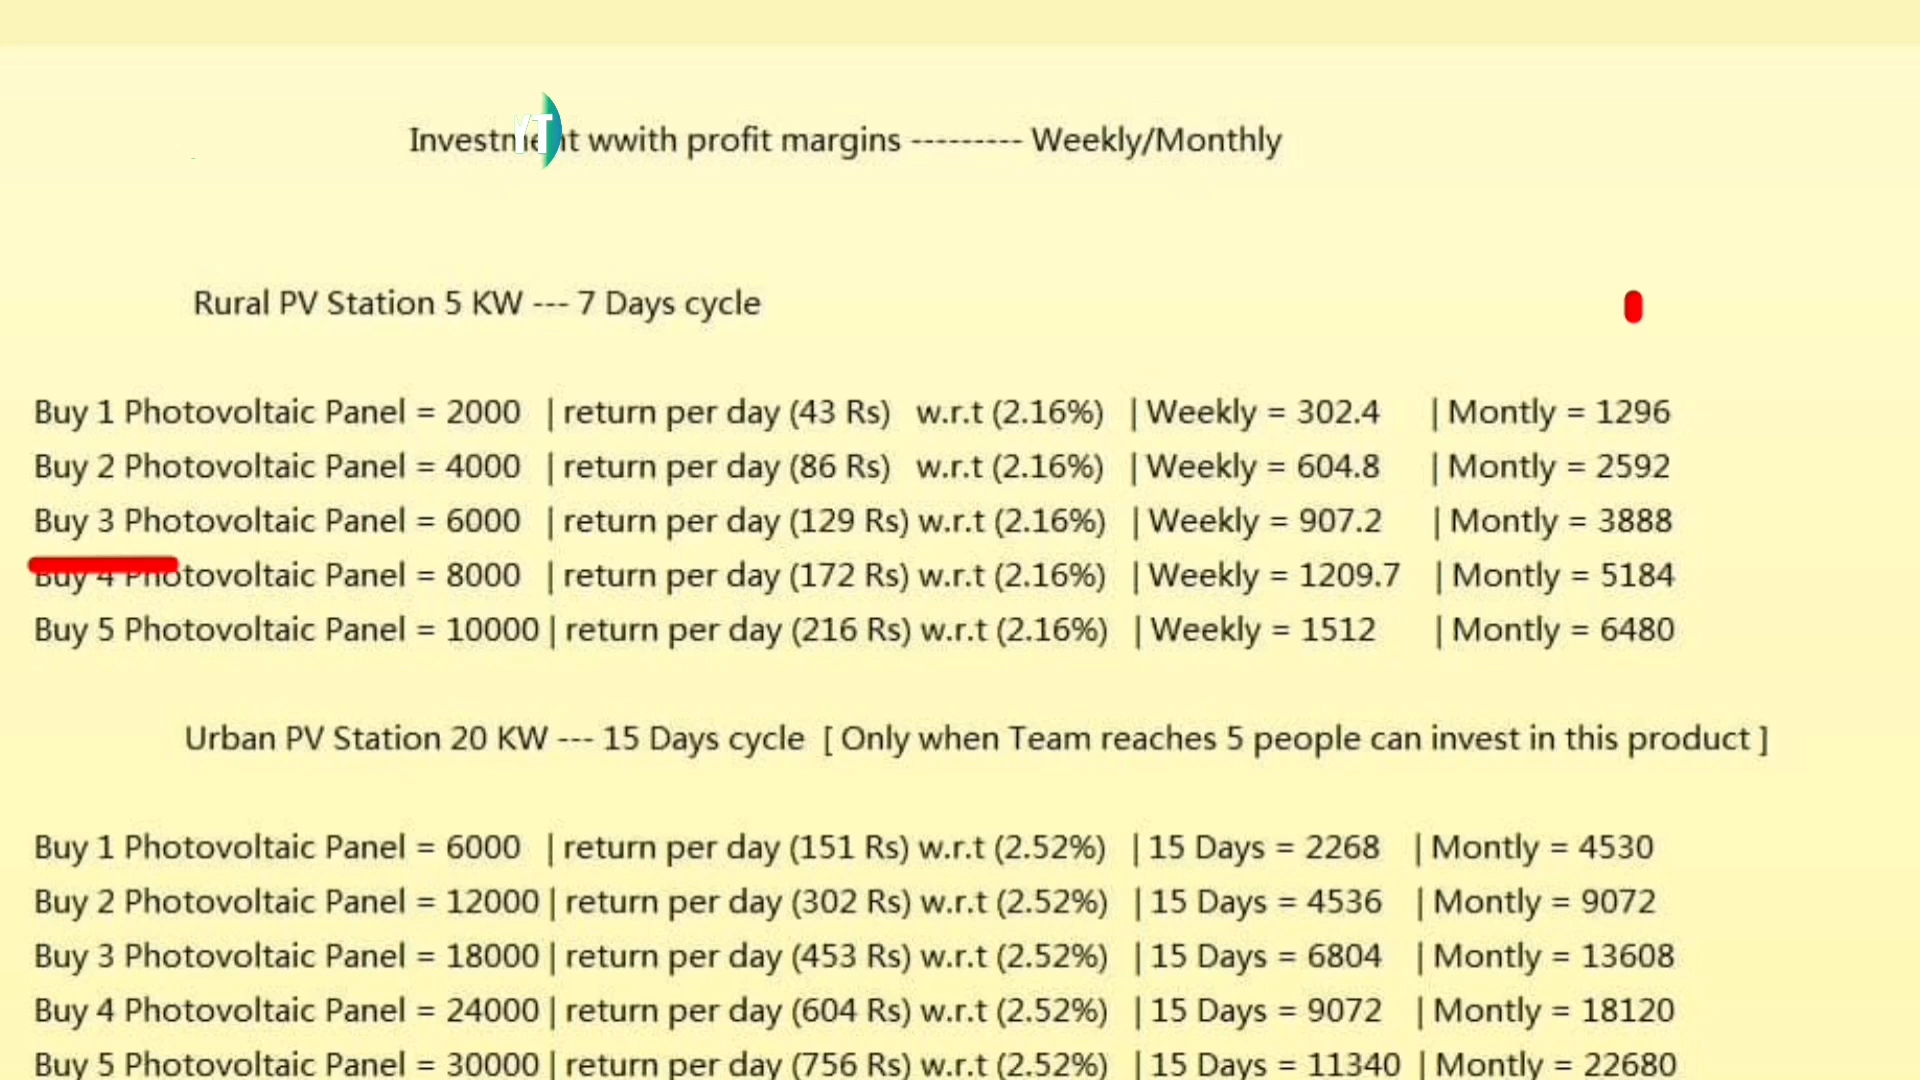 Investment wwith profit margins --------- Weekly/Monthly
YT
Rural PV Station 5 KW --- 7 Days cycle
Buy 1 Photovoltaic Panel = 2000 | return per day (43 Rs) w.r.t (2.16%) | Weekly = 302.4 | Montly = 1296
Buy 2 Photovoltaic Panel = 4000 | return per day (86 Rs) w.r.t (2.16%) | Weekly = 604.8 | Montly = 2592
Buy 3 Photovoltaic Panel = 6000 | return per day (129 Rs) w.r.t (2.16%) | Weekly = 907.2 | Montly = 3888
Buy 4 Photovoltaic Panel = 8000 | return per day (172 Rs) w.r.t (2.16%) | Weekly = 1209.7 | Montly = 5184
Buy 5 Photovoltaic Panel = 10000 | return per day (216 Rs) w.r.t (2.16%) | Weekly = 1512 | Montly = 6480
Urban PV Station 20 KW --- 15 Days cycle [ Only when Team reaches 5 people can invest in this product ]
Buy 1 Photovoltaic Panel = 6000 | return per day (151 Rs) w.r.t (2.52%) | 15 Days = 2268 | Montly = 4530
Buy 2 Photovoltaic Panel = 12000 | return per day (302 Rs) w.r.t (2.52%) | 15 Days = 4536 | Montly = 9072
Buy 3 Photovoltaic Panel = 18000 | return per day (453 Rs) w.r.t (2.52%) | 15 Days = 6804 | Montly = 13608
Buy 4 Photovoltaic Panel = 24000 | return per day (604 Rs) w.r.t (2.52%) | 15 Days = 9072 | Montly = 18120
Buy 5 Photovoltaic Panel = 30000 | return per day (756 Rs) w.r.t (2.52%) | 15 Days = 11340 | Montly = 22680